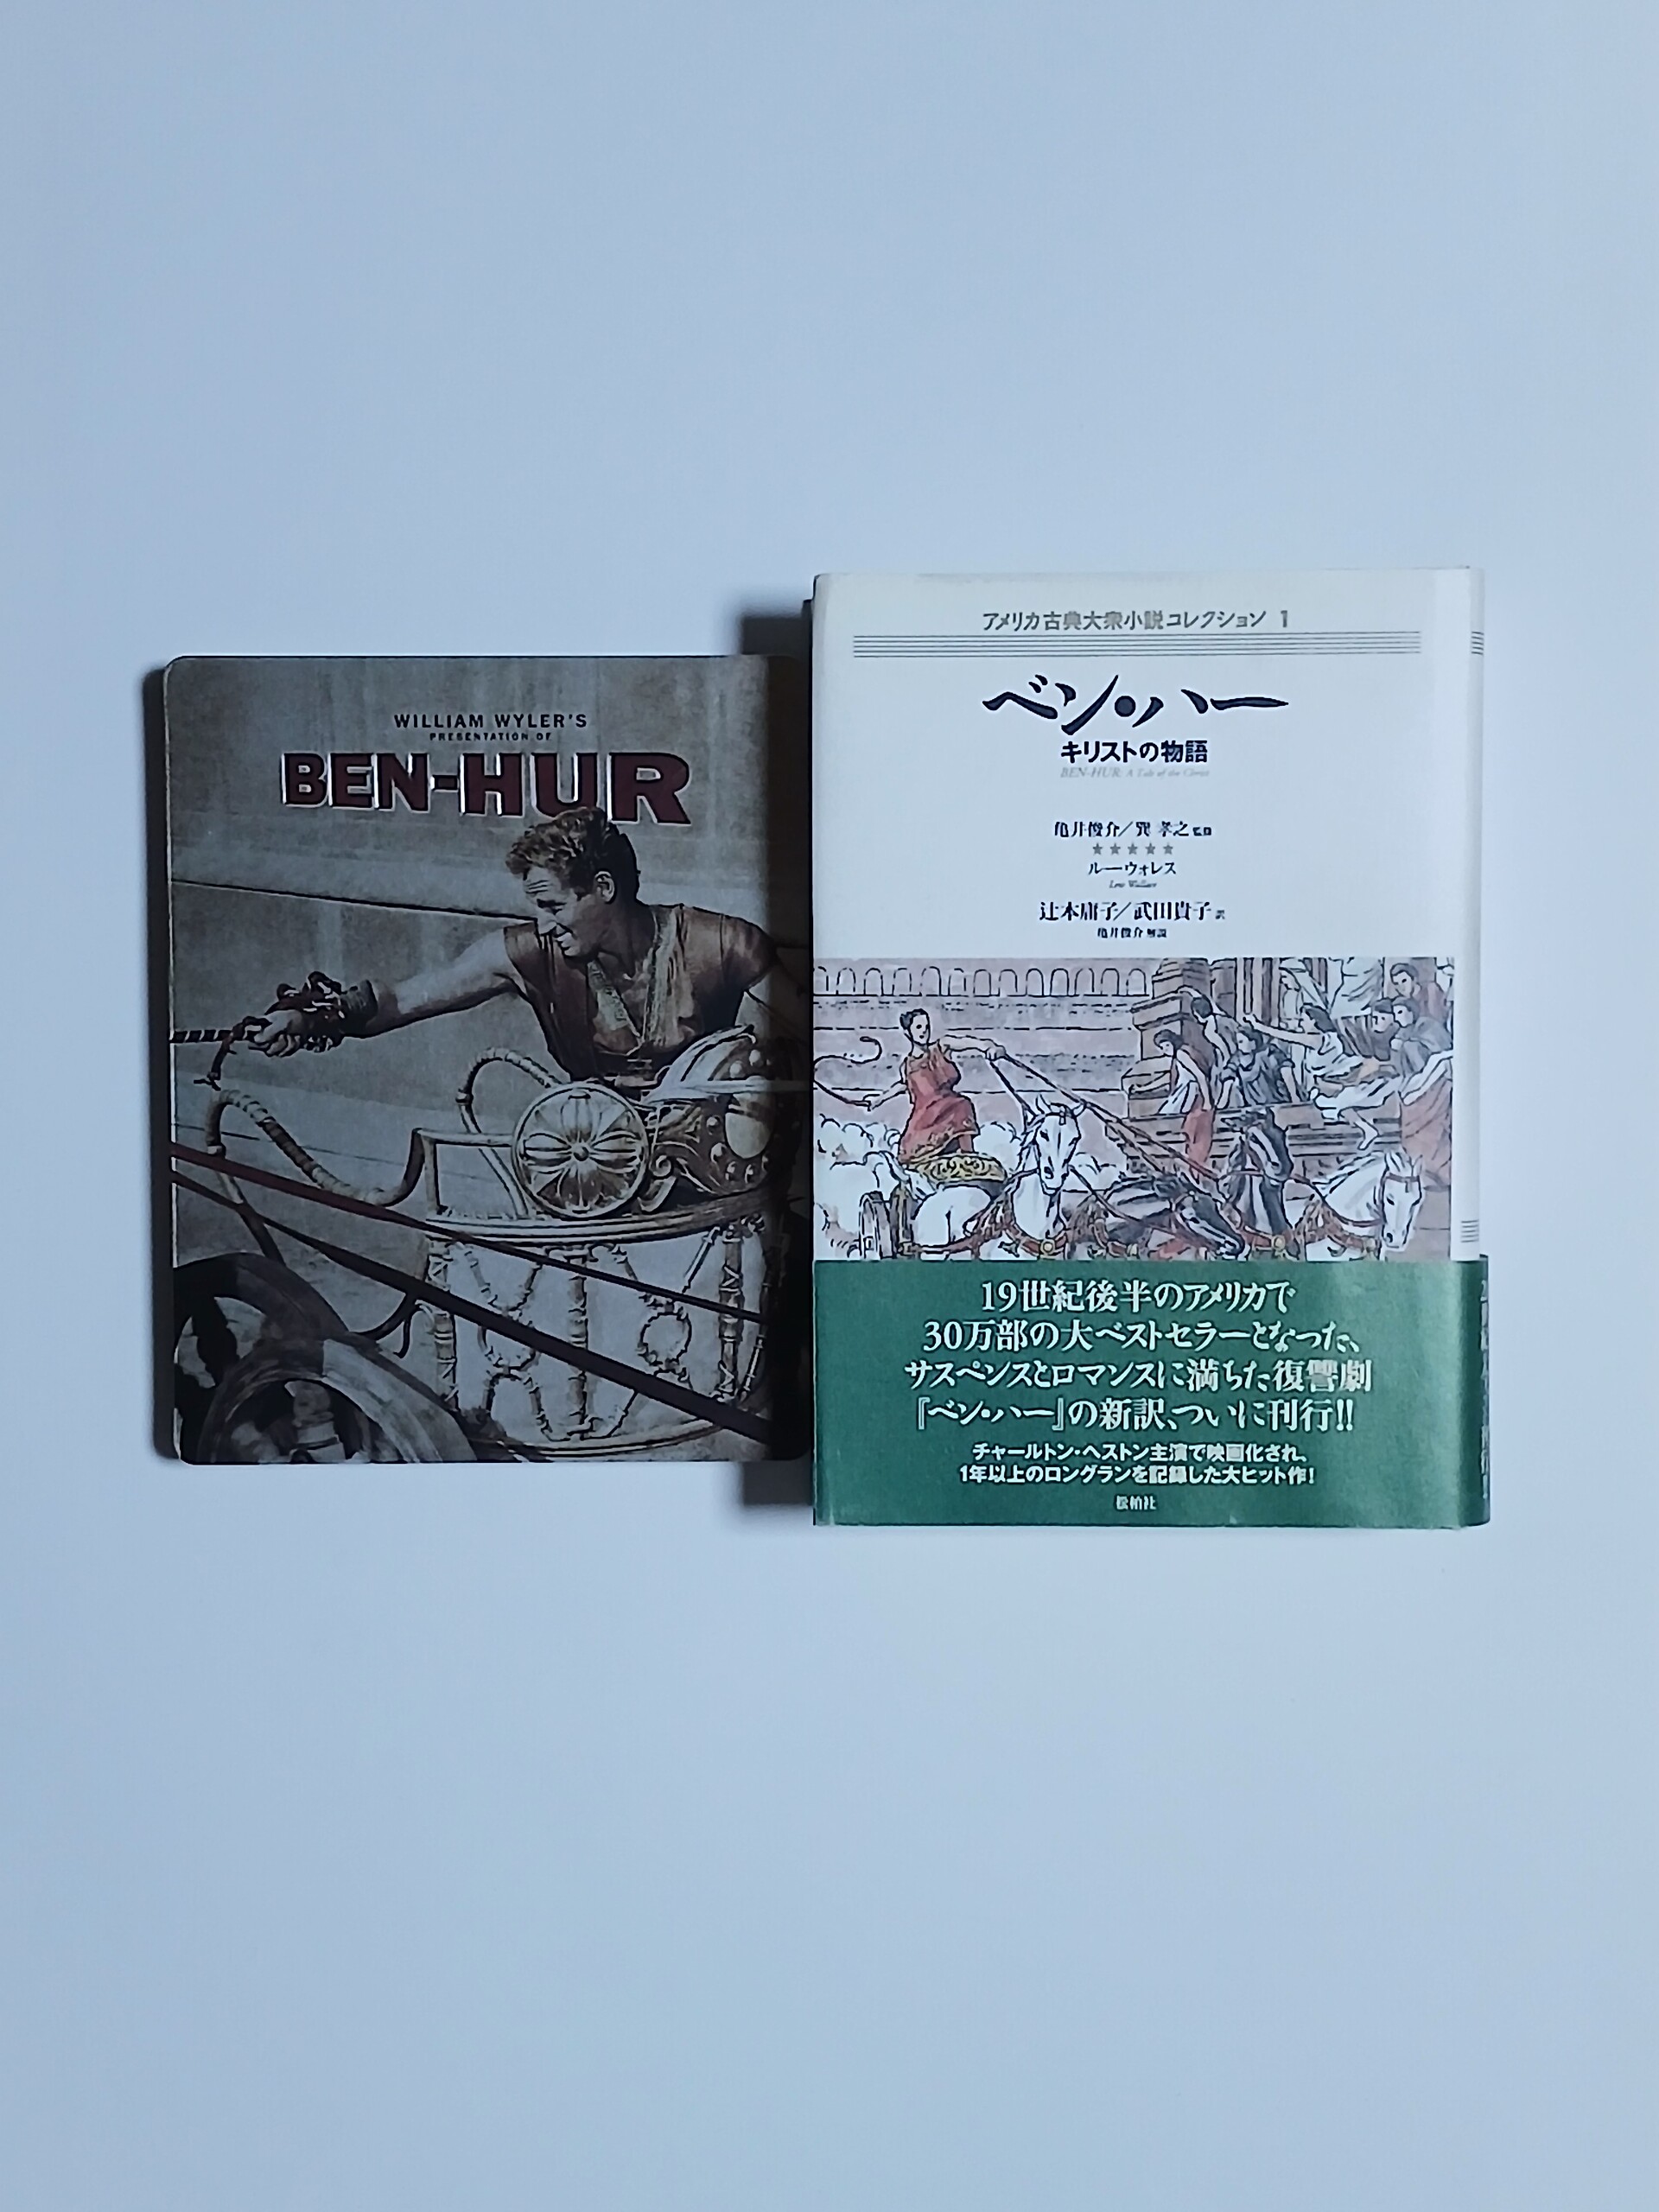 WILLIAM WYLER'S
PRESENTATION OF
BEN-HUR
アメリカ古典大衆小説コレクション 1
ベン・ハー
キリストの物語
BEN-HUR: A Tale of the Christ
亀井俊介／巽 孝之 監修
★★★★★
ルー・ウォレス
Lew Wallace
辻本庸子／武田貴子 訳
亀井俊介 解説
19世紀後半のアメリカで
30万部の大ベストセラーとなった、
サスペンスとロマンスに満ちた復讐劇
『ベン・ハー』の新訳、ついに刊行!!
チャールトン・ヘストン主演で映画化され、
1年以上のロングランを記録した大ヒット作!
松柏社